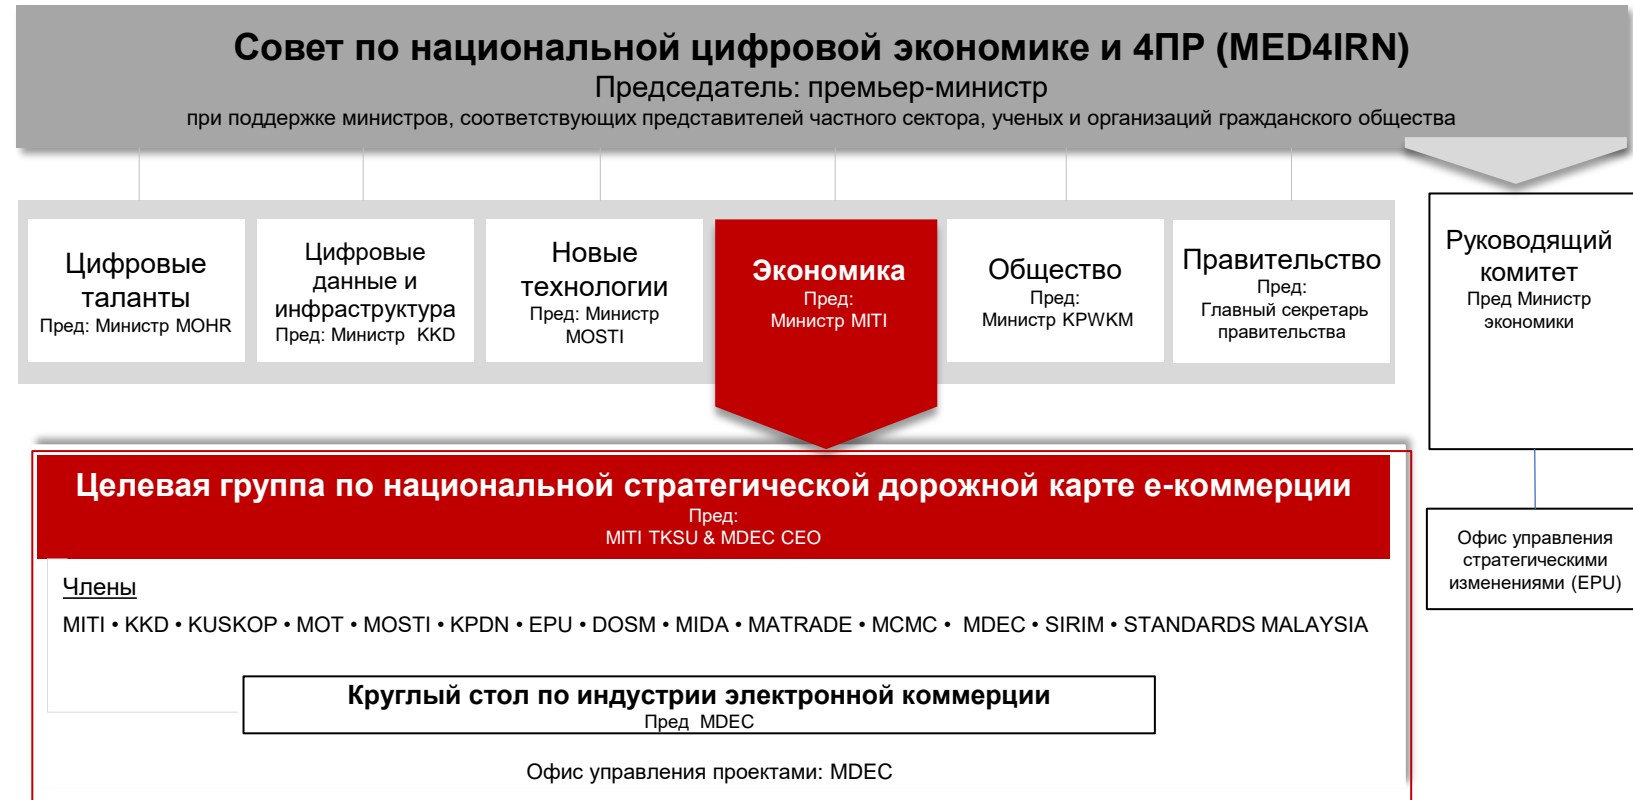 Совет по национальной цифровой экономике и 4ПР (MED4IRN)
Председатель: премьер-министр
при поддержке министров, соответствующих представителей частного сектора, ученых и организаций гражданского общества
Цифровые
таланты
Пред: Министр MOHR
Цифровые
данные и
инфраструктура
Пред: Министр KKD
Новые
технологии
Пред: Министр
MOSTI
Экономика
Пред:
Министр MITI
Общество
Пред:
Министр KPWKM
Правительство
Пред:
Главный секретарь
правительства
Руководящий
комитет
Пред Министр
экономики
Целевая группа по национальной стратегической дорожной карте е-коммерции
Пред:
MITI TKSU & MDEC CEO
Офис управления
стратегическими
изменениями (EPU)
Члены
MITI • KKD • KUSKOP • MOT • MOSTI • KPDN • EPU • DOSM • MIDA • MATRADE • MCMC • MDEC • SIRIM • STANDARDS MALAYSIA
Круглый стол по индустрии электронной коммерции
Пред MDEC
Офис управления проектами: MDEC